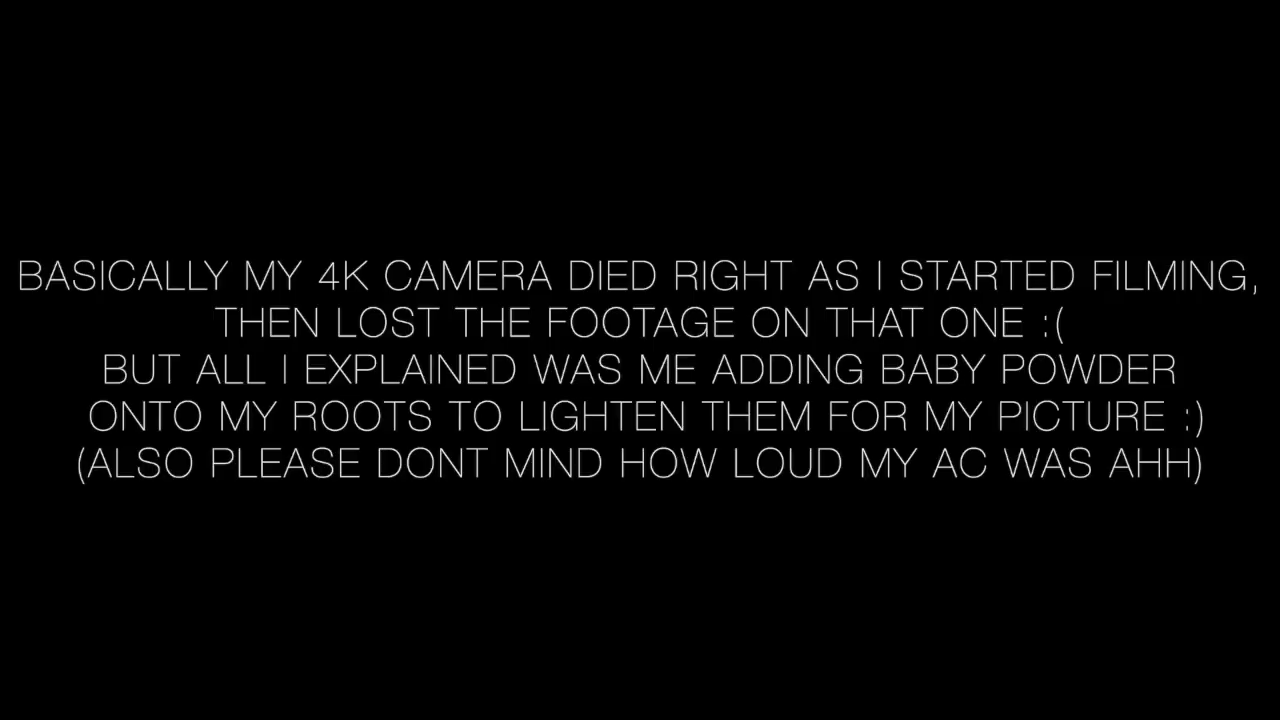 BASICALLY MY 4K CAMERA DIED RIGHT AS I STARTED FILMING,
THEN LOST THE FOOTAGE ON THAT ONE :(
BUT ALL I EXPLAINED WAS ME ADDING BABY POWDER
ONTO MY ROOTS TO LIGHTEN THEM FOR MY PICTURE :)
(ALSO PLEASE DONT MIND HOW LOUD MY AC WAS AHH)